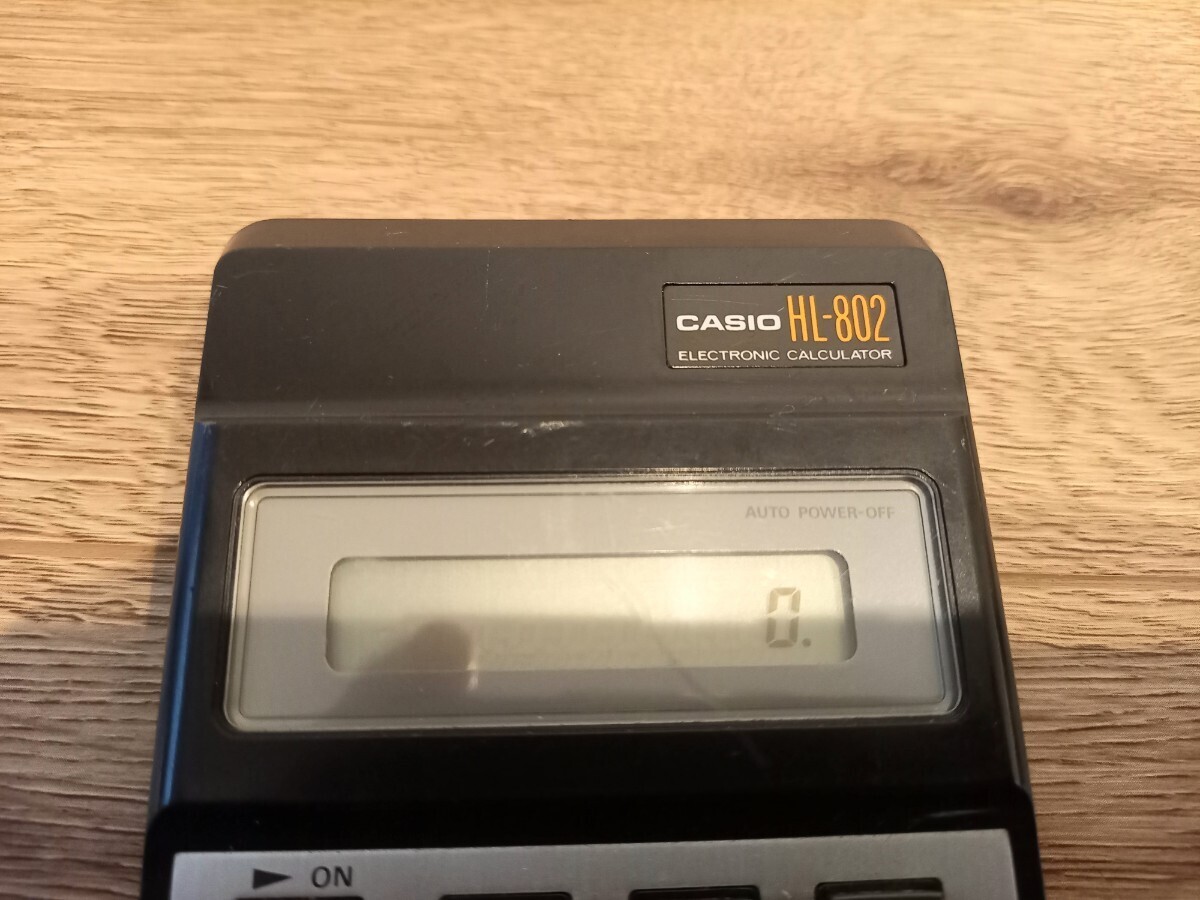 CASIO HL-802
ELECTRONIC CALCULATOR
AUTO POWER-OFF
0.
ON